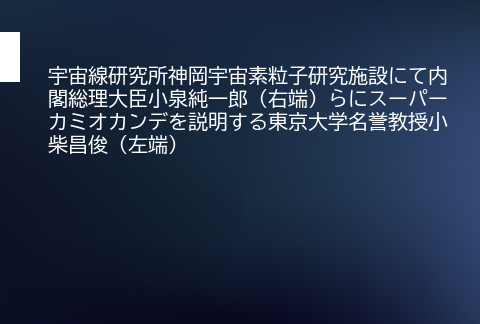 宇宙線研究所神岡宇宙素粒子研究施設にて内
閣総理大臣小泉純一郎（右端）らにスーパー
カミオカンデを説明する東京大学名誉教授小
柴昌俊（左端）